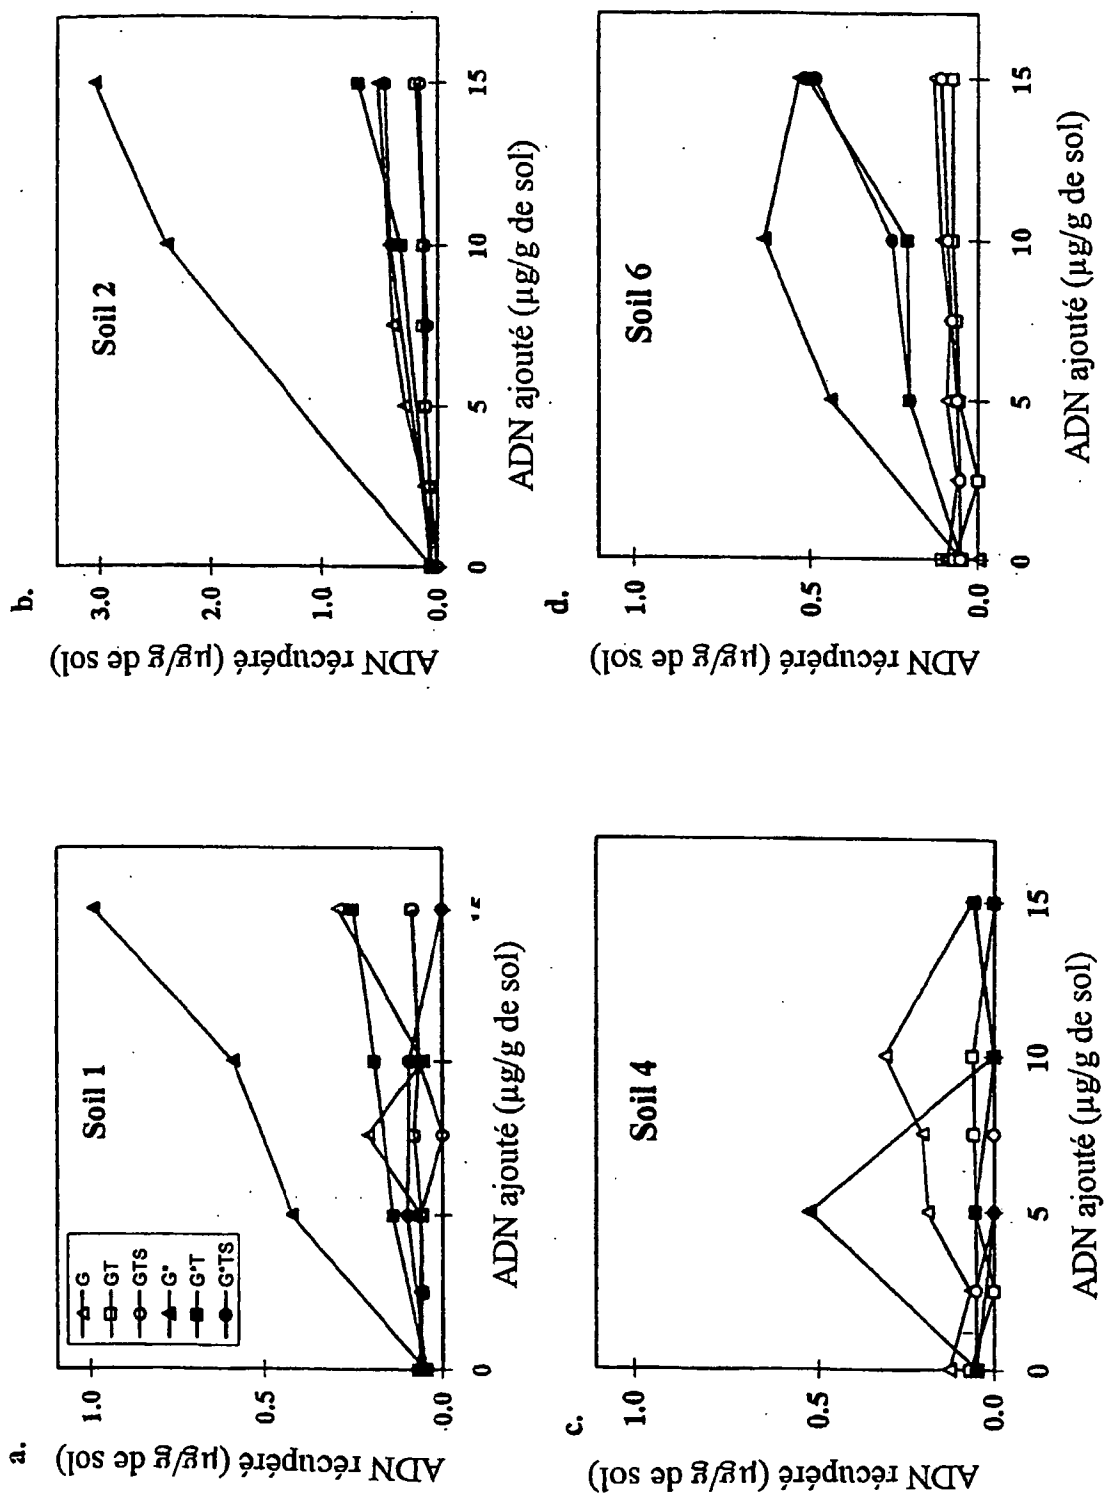 a.
Soil 1
G
GT
GTS
G*
G*T
G*TS
1.0
0.5
0.0
0
5
10
ADN récupéré (µg/g de sol)
ADN ajouté (µg/g de sol)
b.
Soil 2
3.0
2.0
1.0
0.0
0
5
10
15
ADN récupéré (µg/g de sol)
ADN ajouté (µg/g de sol)
c.
Soil 4
1.0
0.5
0.0
0
5
10
15
ADN récupéré (µg/g de sol)
ADN ajouté (µg/g de sol)
d.
Soil 6
1.0
0.5
0.0
0
5
10
15
ADN récupéré (µg/g de sol)
ADN ajouté (µg/g de sol)